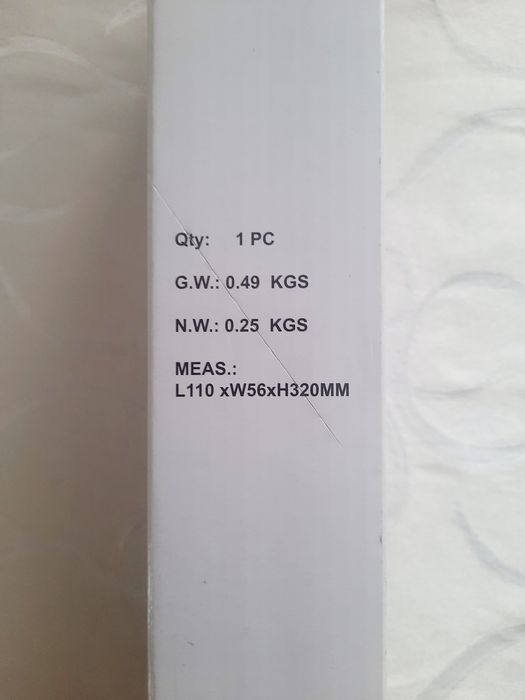 Qty: 1 PC
G.W.: 0.49 KGS
N.W.: 0.25 KGS
MEAS.:
L110 xW56xH320MM